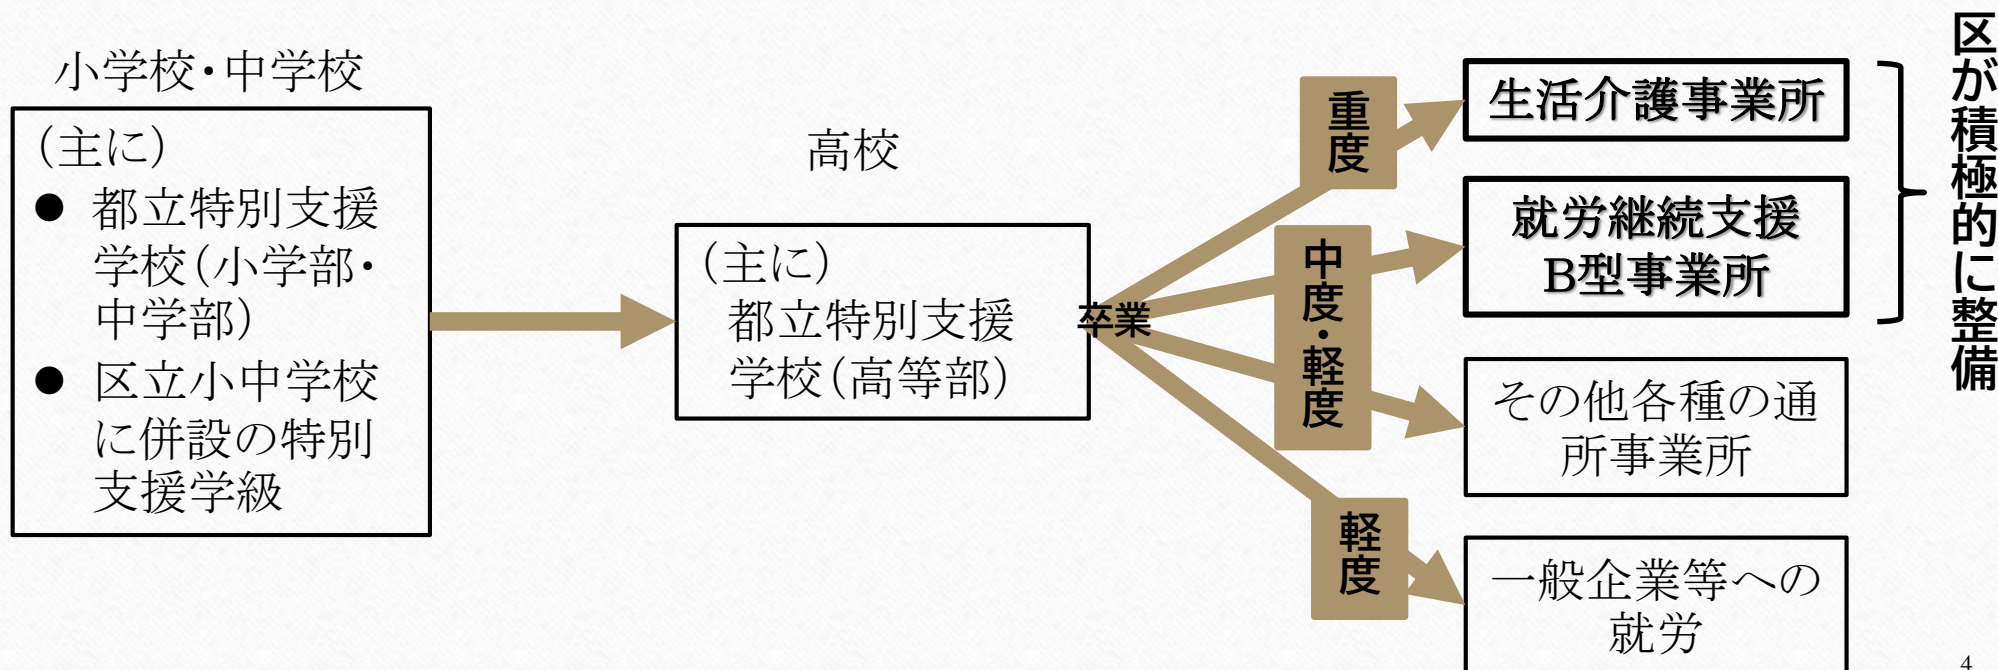 小学校・中学校
（主に）
● 都立特別支援
学校（小学部・
中学部）
● 区立小中学校
に併設の特別
支援学級
高校
（主に）
都立特別支援
学校（高等部）
卒業
重度
中度・軽度
軽度
生活介護事業所
就労継続支援
B型事業所
その他各種の通
所事業所
一般企業等への
就労
区が積極的に整備
4